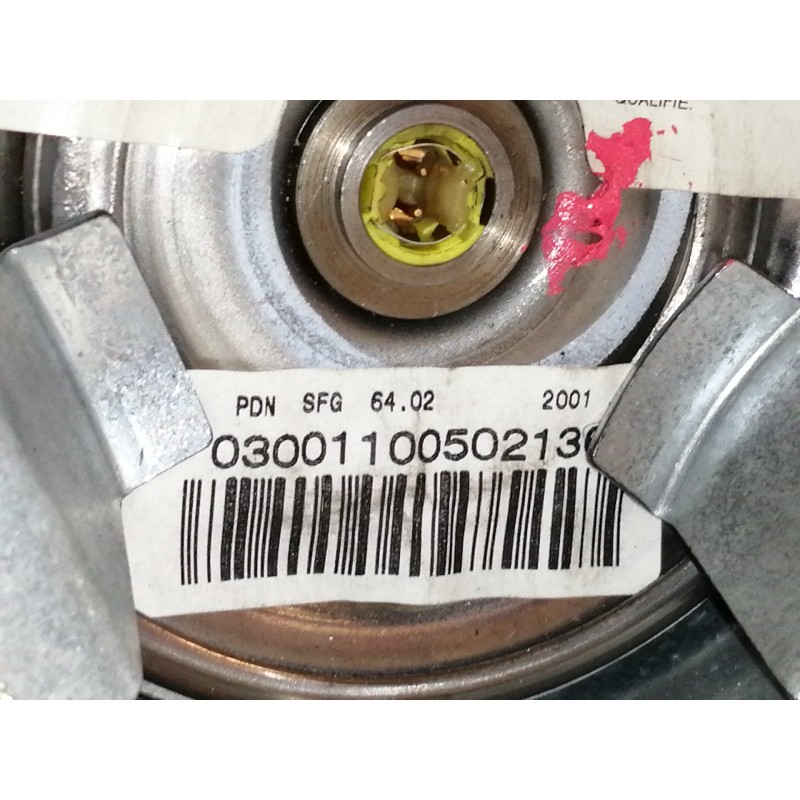 QUALIFIE.
PDN SFG 64.02 2001
0300110050213